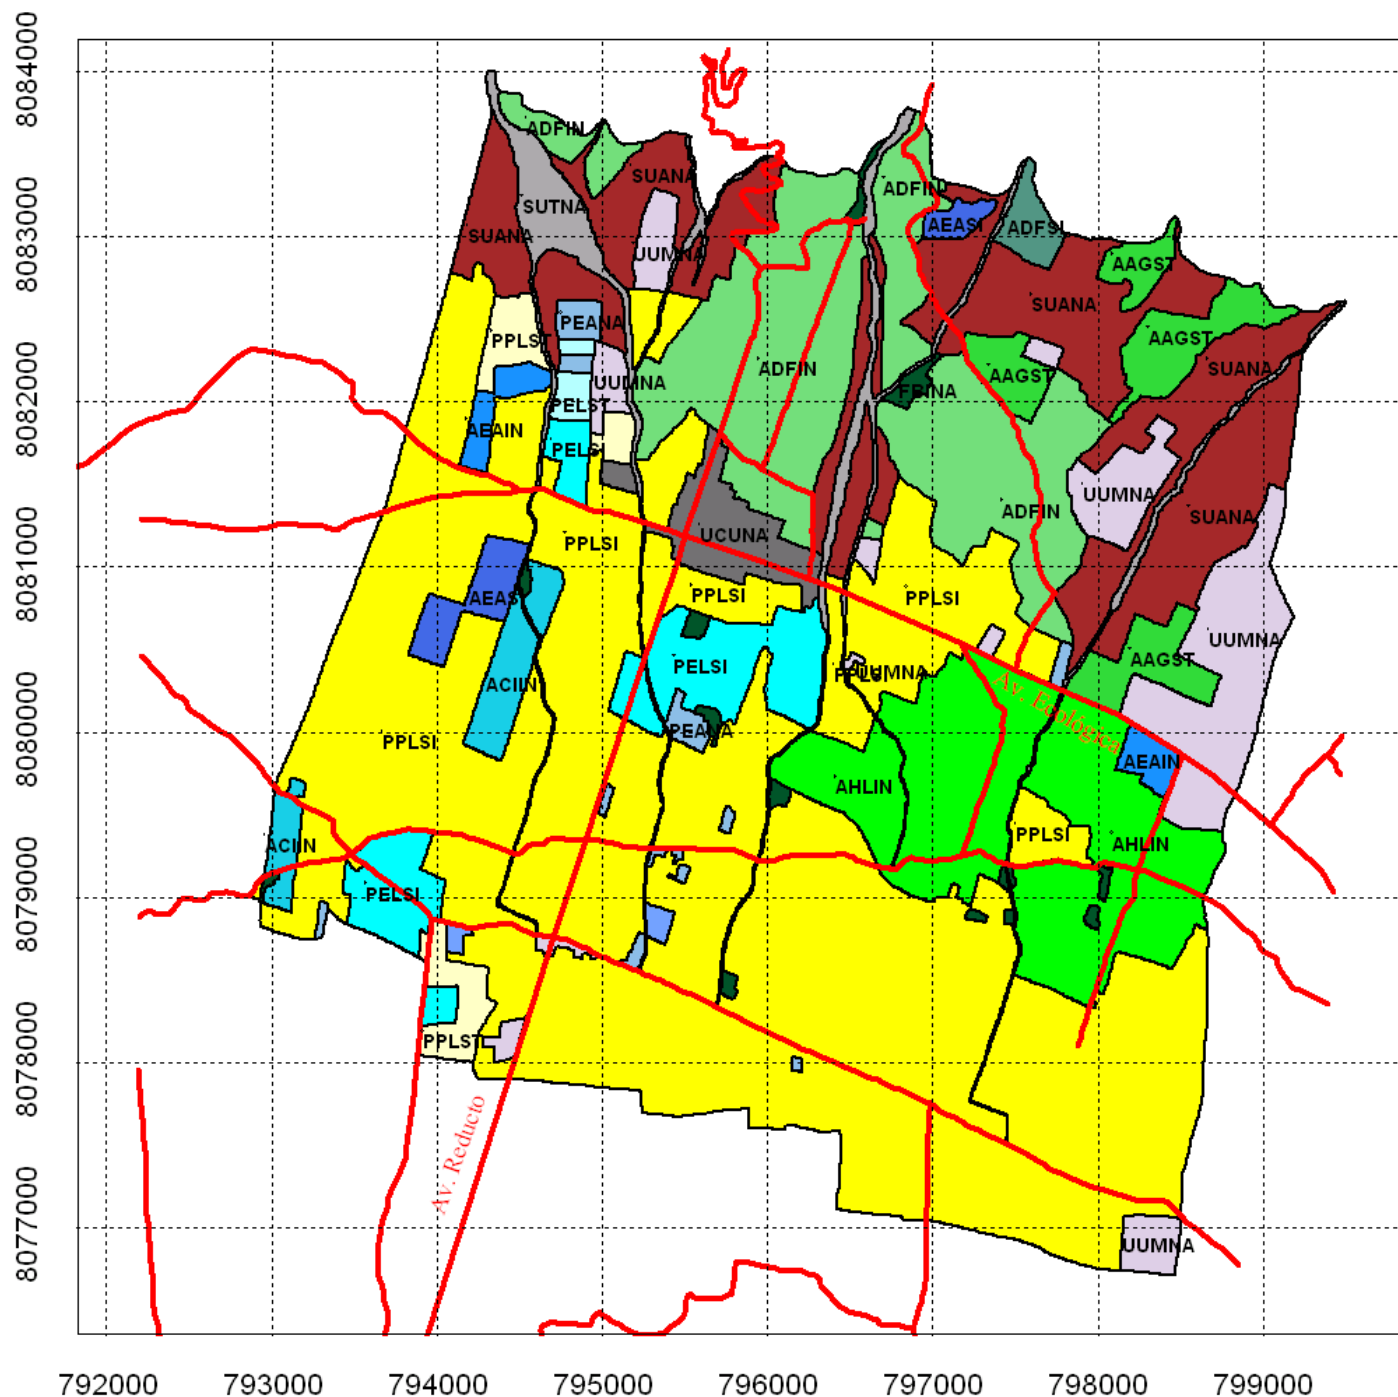 8084000
8083000
8082000
8081000
8080000
8079000
8078000
8077000
ADFIN
SUANA
SUTNA
SUANA
UUMNA
ADFIN
AEASI
ADFSI
AAGST
SUANA
PEANA
PPLST
AAGST
SUANA
ADFIN
UUMNA
AAGST
FBINA
PELST
AEAIN
PELSI
UUMNA
ADFIN
SUANA
UCUNA
PPLSI
AEASI
PPLSI
PPLSI
UUMNA
AAGST
PELSI
PPLSI
UUMNA
ACIIN
Av. Ecológica
PEANA
PPLSI
AEAIN
AHLIN
PPLSI
AHLIN
ACIIN
PELSI
PPLST
Av. Reducto
UUMNA
792000 793000 794000 795000 796000 797000 798000 799000